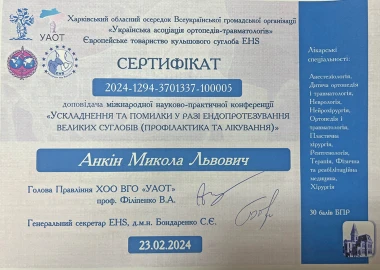 Харківський обласний осередок Всеукраїнської громадської організації
«Українська асоціація ортопедів-травматологів»
Європейське товариство кульшового суглоба EHS
УАОТ
СЕРТИФІКАТ
2024-1294-3701337-100005
доповідача міжнародної науково-практичної конференції
«Ускладнення та помилки у разі ендопротезування
великих суглобів (профілактика та лікування)»
Анкін Микола Львович
Голова Правління ХОО ВГО «УАОТ»
проф. Філіпенко В.А.
Генеральний секретар EHS, д.м.н. Бондаренко С.Є.
23.02.2024
Лікарські
спеціальності:
Анестезіологія,
Дитяча ортопедія
і травматологія,
Неврологія,
Нейрохірургія,
Ортопедія і
травматологія,
Пластична
хірургія,
Рентгенологія,
Терапія, Фізична
та реабілітаційна
медицина,
Хірургія
30 балів БПР